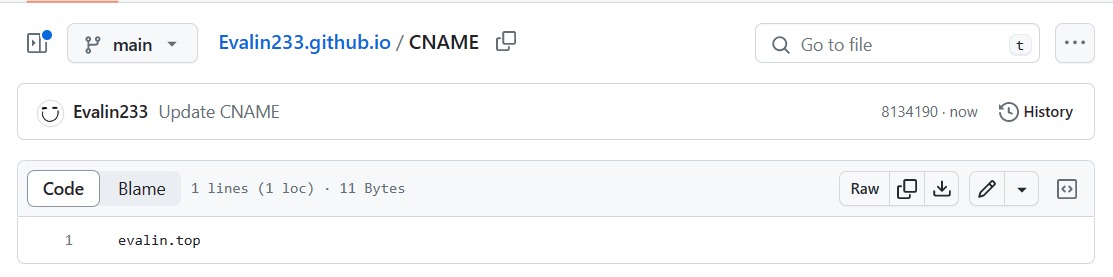 main Evalin233.github.io / CNAME Go to file t
Evalin233 Update CNAME 8134190 · now History
Code Blame 1 lines (1 loc) · 11 Bytes Raw
1 evalin.top